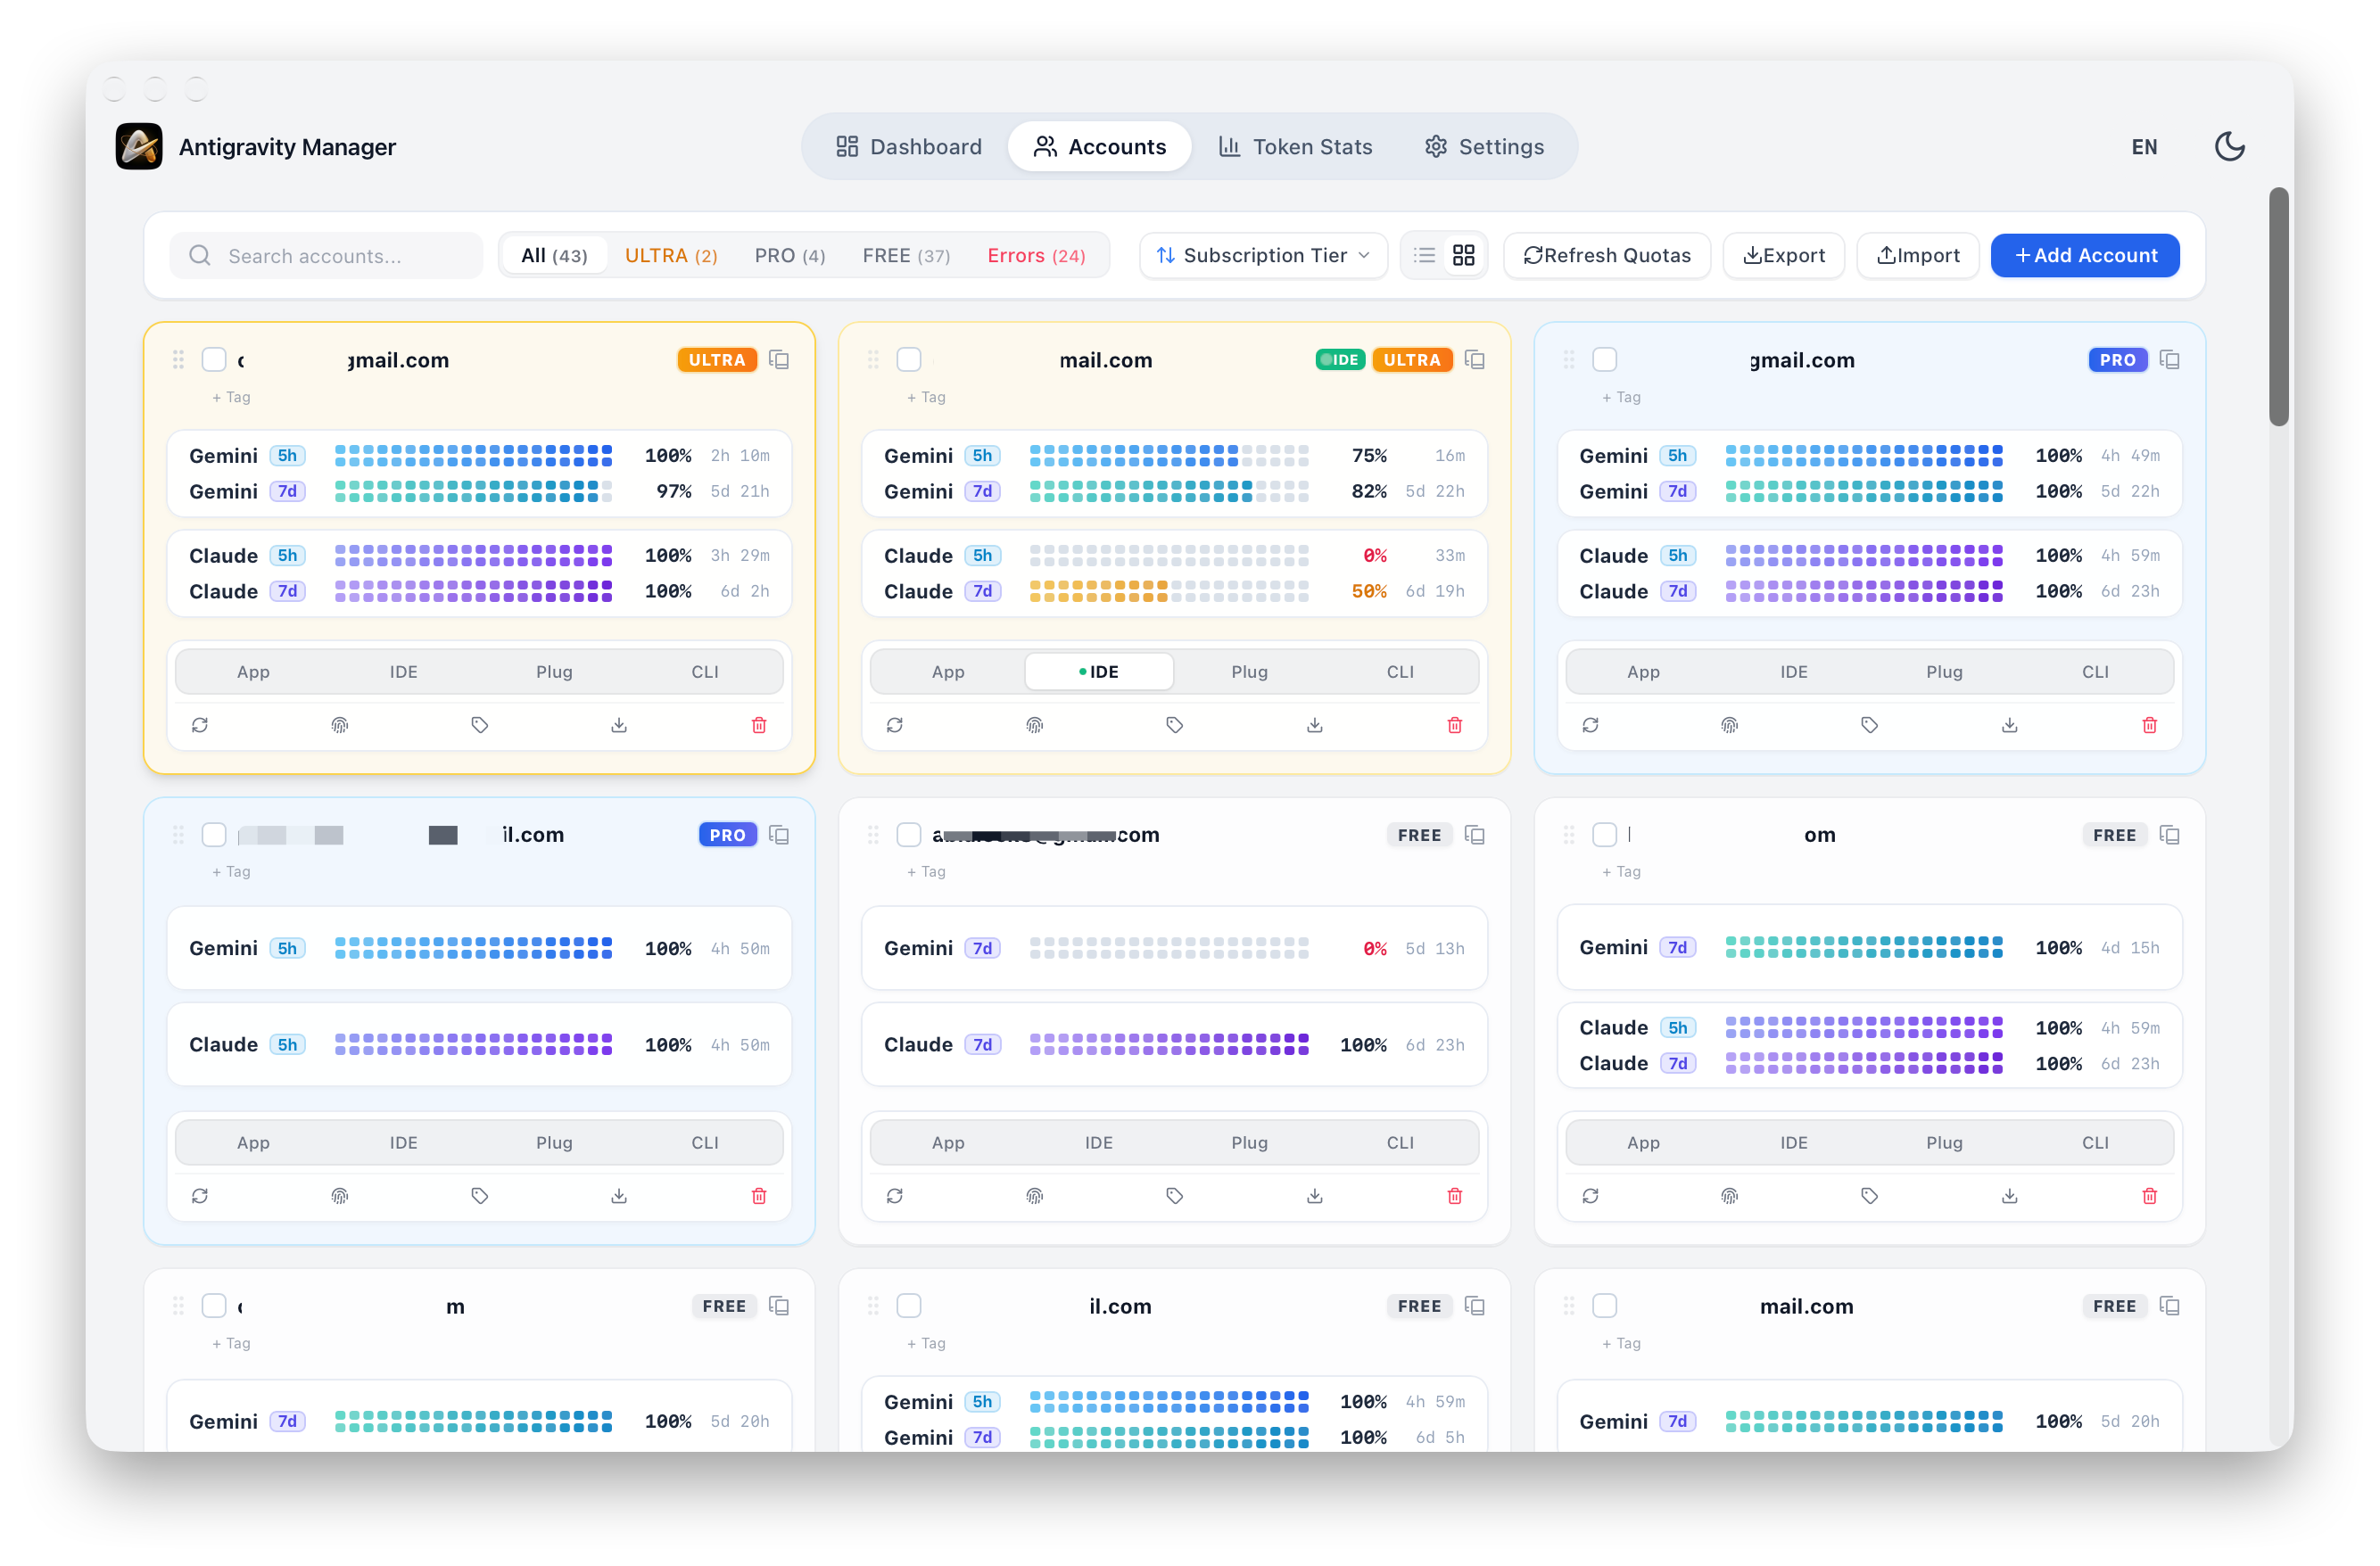 Antigravity Manager
Dashboard
Accounts
Token Stats
Settings
EN
Search accounts...
All (43)
ULTRA (2)
PRO (4)
FREE (37)
Errors (24)
Subscription Tier
Refresh Quotas
Export
Import
+Add Account
gmail.com
ULTRA
+ Tag
Gemini 5h 100% 2h 10m
Gemini 7d 97% 5d 21h
Claude 5h 100% 3h 29m
Claude 7d 100% 6d 2h
App IDE Plug CLI
mail.com
IDE
ULTRA
+ Tag
Gemini 5h 75% 16m
Gemini 7d 82% 5d 22h
Claude 5h 0% 33m
Claude 7d 50% 6d 19h
App IDE Plug CLI
gmail.com
PRO
+ Tag
Gemini 5h 100% 4h 49m
Gemini 7d 100% 5d 22h
Claude 5h 100% 4h 59m
Claude 7d 100% 6d 23h
App IDE Plug CLI
il.com
PRO
+ Tag
Gemini 5h 100% 4h 50m
Claude 5h 100% 4h 50m
App IDE Plug CLI
com
FREE
+ Tag
Gemini 7d 0% 5d 13h
Claude 7d 100% 6d 23h
App IDE Plug CLI
om
FREE
+ Tag
Gemini 7d 100% 4d 15h
Claude 5h 100% 4h 59m
Claude 7d 100% 6d 23h
App IDE Plug CLI
m
FREE
+ Tag
Gemini 7d 100% 5d 20h
il.com
FREE
+ Tag
Gemini 5h 100% 4h 59m
Gemini 7d 100% 6d 5h
mail.com
FREE
+ Tag
Gemini 7d 100% 5d 20h